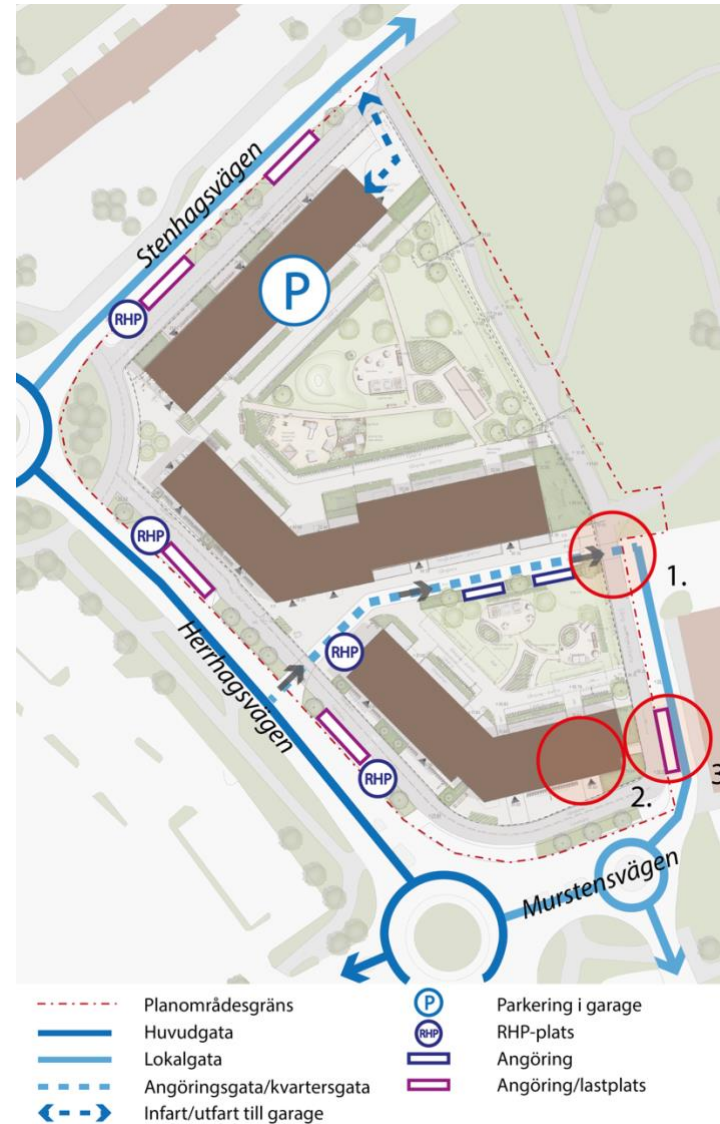 Stenhagsvägen
P
RHP
RHP
1.
RHP
Herrhagsvägen
RHP
3
2.
Murstensvägen
Planområdesgräns
Huvudgata
Lokalgata
Angöringsgata/kvartersgata
Infart/utfart till garage
P Parkering i garage
RHP RHP-plats
Angöring
Angöring/lastplats